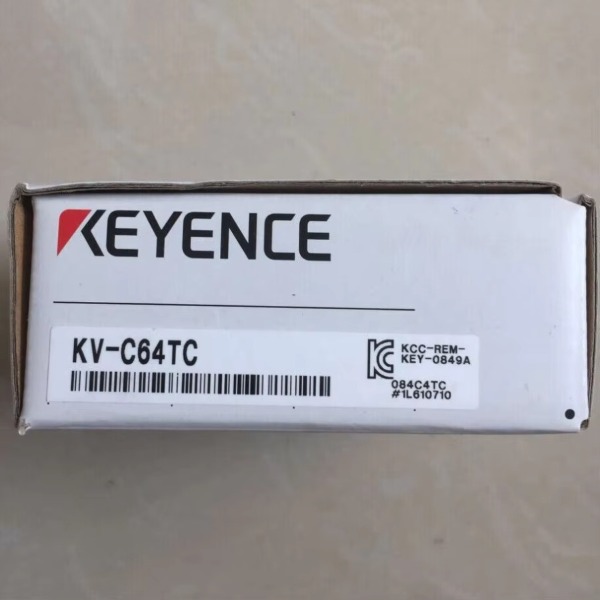 KEYENCE
KV-C64TC
KCC-REM-
KEY-0849A
084C4TC
#1L610710